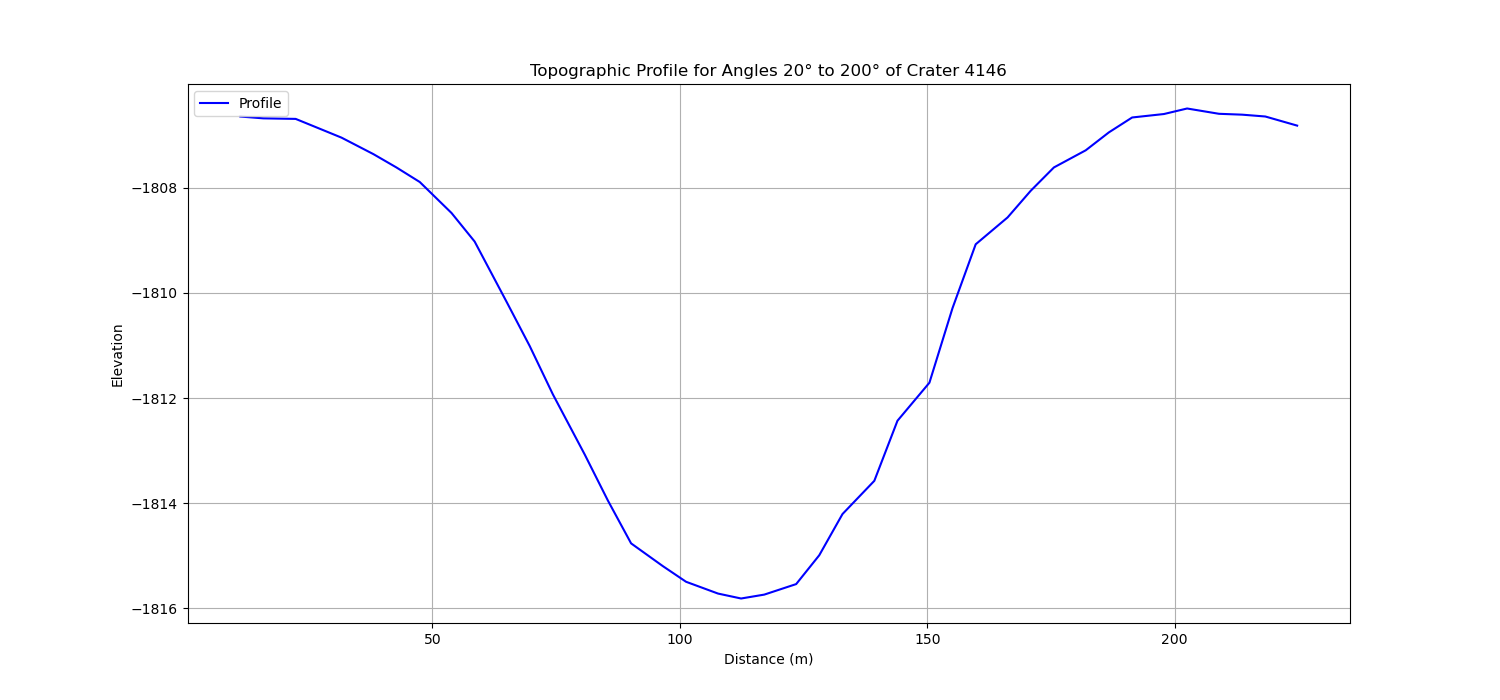 Topographic Profile for Angles 20° to 200° of Crater 4146
Profile
−1808
−1810
−1812
−1814
−1816
Elevation
50
100
150
200
Distance (m)